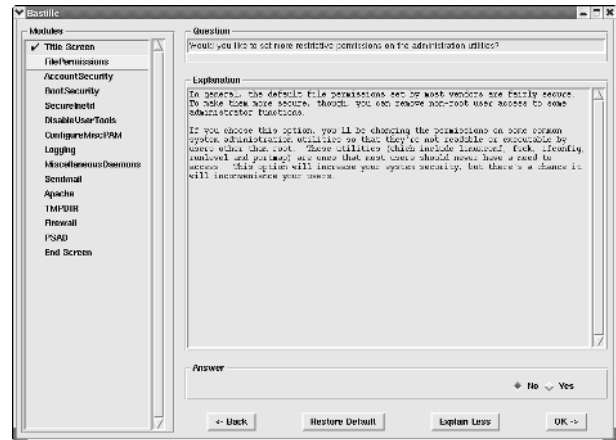 Bastille
Modules
Title Screen
FilePermissions
AccountSecurity
BootSecurity
SecureInetd
DisableUserTools
ConfigureMiscPAM
Logging
MiscellaneousDaemons
Sendmail
Apache
TMPDIR
Firewall
PSAD
End Screen
Question
Would you like to set more restrictive permissions on the administration utilities?
Explanation
In general, the default file permissions set by most vendors are fairly secure.
To make them more secure, though, you can remove non-root user access to some
administrator functions.
If you choose this option, you ll be changing the permissions on some common
system administration utilities so that they're not readable or executable by
users other than root. These utilities (which include linuxconf, fsck, ifconfig,
runlevel and portmap) are ones that most users should never have a need to
access. This option will increase your system security, but there's a chance it
will inconvenience your users.
Answer
No Yes
<- Back Restore Default Explain Less OK ->